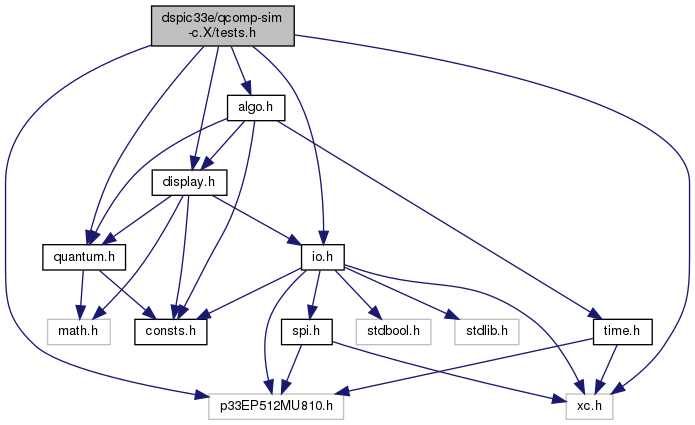 dspic33e/qcomp-sim
-c.X/tests.h
algo.h
display.h
quantum.h
io.h
math.h
consts.h
spi.h
stdbool.h
stdlib.h
time.h
p33EP512MU810.h
xc.h